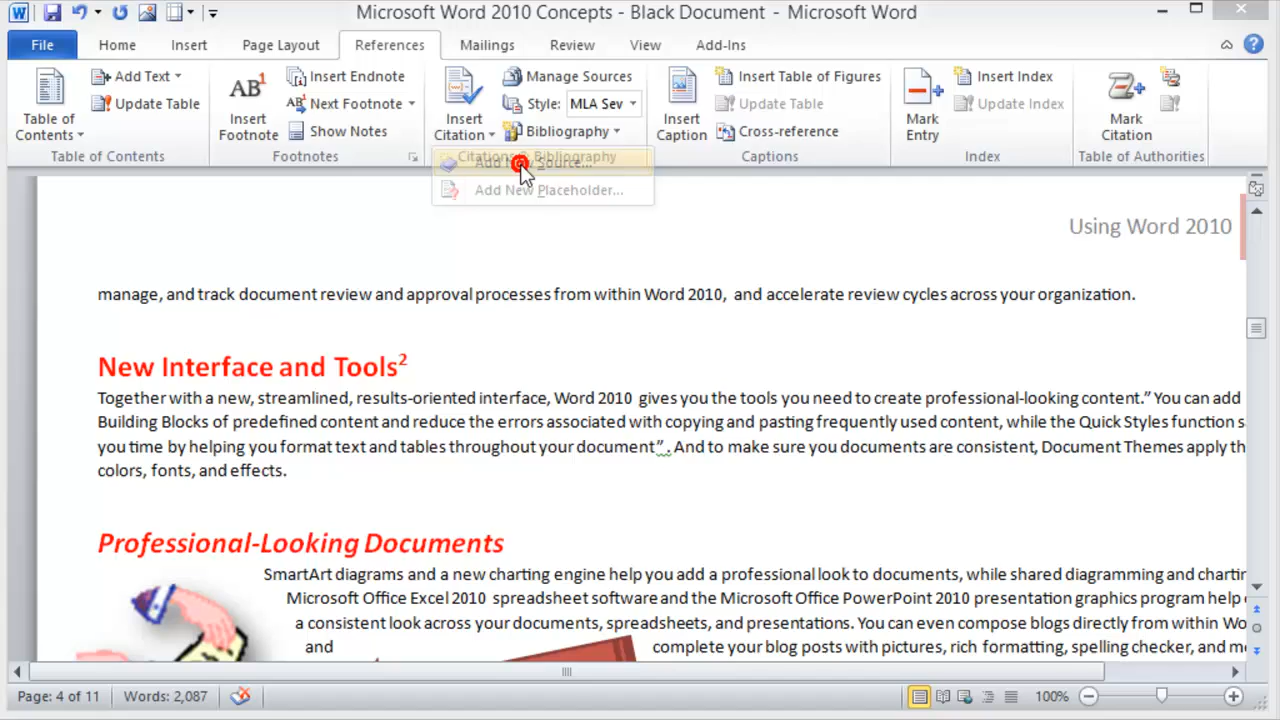 Microsoft Word 2010 Concepts - Black Document - Microsoft Word
File Home Insert Page Layout References Mailings Review View Add-Ins
Table of Contents
Add Text
Update Table
Table of Contents
AB1
Insert Footnote
Insert Endnote
AB Next Footnote
Show Notes
Footnotes
Insert Citation
Manage Sources
Style: MLA Sev
Bibliography
Citations & Bibliography
Add New Source...
Add New Placeholder...
Insert Caption
Insert Table of Figures
Update Table
Cross-reference
Captions
Mark Entry
Insert Index
Update Index
Index
Mark Citation
Table of Authorities
Using Word 2010
manage, and track document review and approval processes from within Word 2010, and accelerate review cycles across your organization.
New Interface and Tools2
Together with a new, streamlined, results-oriented interface, Word 2010 gives you the tools you need to create professional-looking content.” You can add
Building Blocks of predefined content and reduce the errors associated with copying and pasting frequently used content, while the Quick Styles function s
you time by helping you format text and tables throughout your document” . And to make sure you documents are consistent, Document Themes apply th
colors, fonts, and effects.
Professional-Looking Documents
SmartArt diagrams and a new charting engine help you add a professional look to documents, while shared diagramming and chartin
Microsoft Office Excel 2010 spreadsheet software and the Microsoft Office PowerPoint 2010 presentation graphics program help
a consistent look across your documents, spreadsheets, and presentations. You can even compose blogs directly from within Wo
and complete your blog posts with pictures, rich formatting, spelling checker, and me
Page: 4 of 11 Words: 2,087 100%